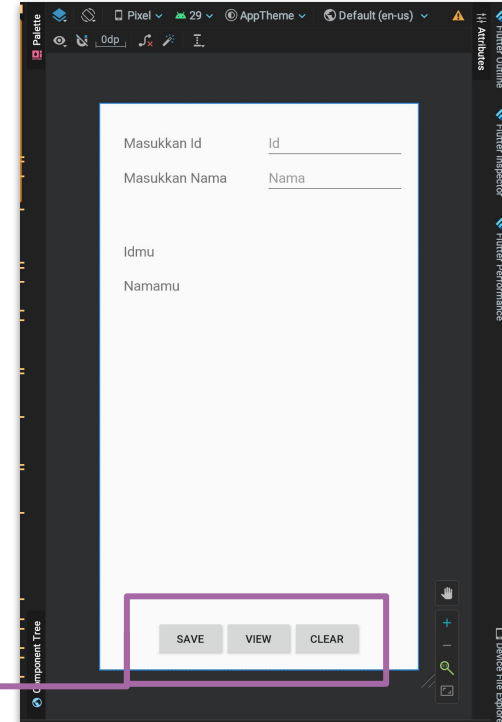 Palette
Pixel 29 AppTheme Default (en-us)
0dp
Attributes
Flutter Outline
Flutter Inspector
Flutter Performance
Masukkan Id Id
Masukkan Nama Nama
Idmu
Namamu
SAVE VIEW CLEAR
Component Tree
Device File Explorer